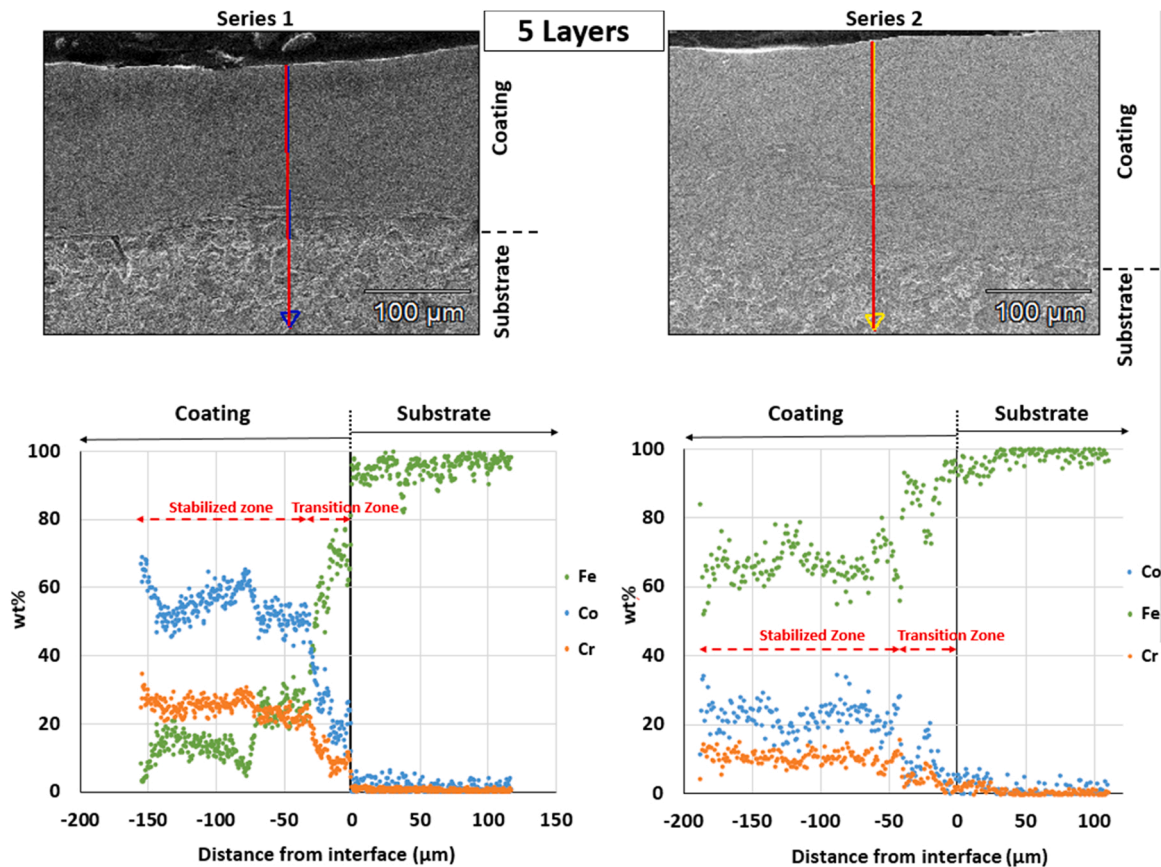 Series 1
5 Layers
Series 2
Coating
Substrate
100 µm
Coating
Substrate
100 µm
Coating
Substrate
100
80
60
40
20
0
wt%
Stabilized zone
Transition Zone
Fe
Co
Cr
-200
-150
-100
-50
0
50
100
150
Distance from interface (µm)
Coating
Substrate
100
80
60
40
20
0
wt%
Stabilized Zone
Transition Zone
Co
Fe
Cr
-200
-150
-100
-50
0
50
100
Distance from interface (µm)